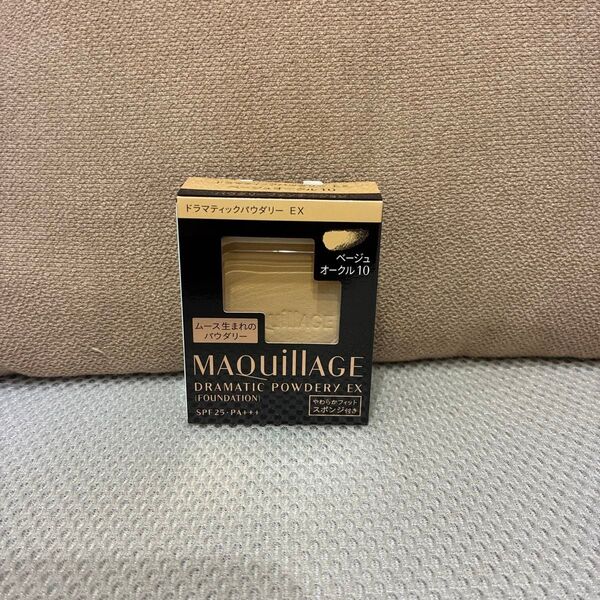 ドラマティックパウダリー EX
ベージュ
オークル10
uillAGE
ムース生まれの
パウダリー
MAQuillAGE
DRAMATIC POWDERY EX
(FOUNDATION)
SPF25・PA+++
やわらかフィット
スポンジ付き